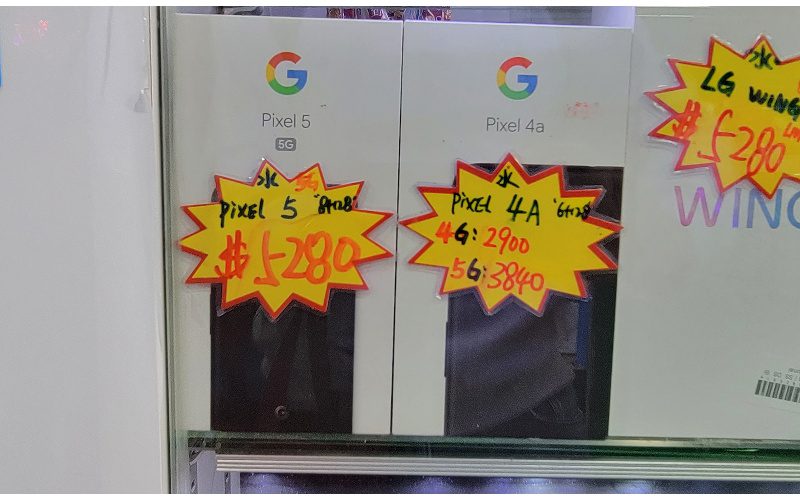 G
Pixel 5
5G
水 5G
PiXEL 5 8+128
$5280
G
Pixel 4a
水
PiXEL 4A 6+128
4G: 2900
5G: 3840
水
LG WING
$5280
WING